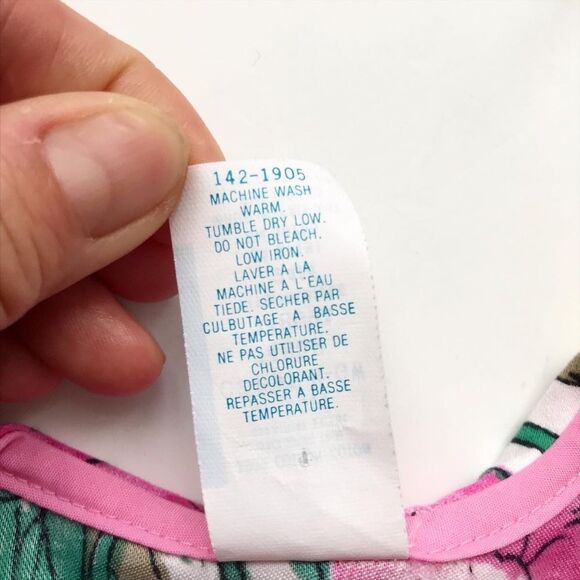 142-1905
MACHINE WASH
WARM.
TUMBLE DRY LOW.
DO NOT BLEACH.
LOW IRON.
LAVER A LA
MACHINE A L'EAU
TIEDE. SECHER PAR
CULBUTAGE A BASSE
TEMPERATURE.
NE PAS UTILISER DE
CHLORURE
DECOLORANT.
REPASSER A BASSE
TEMPERATURE.